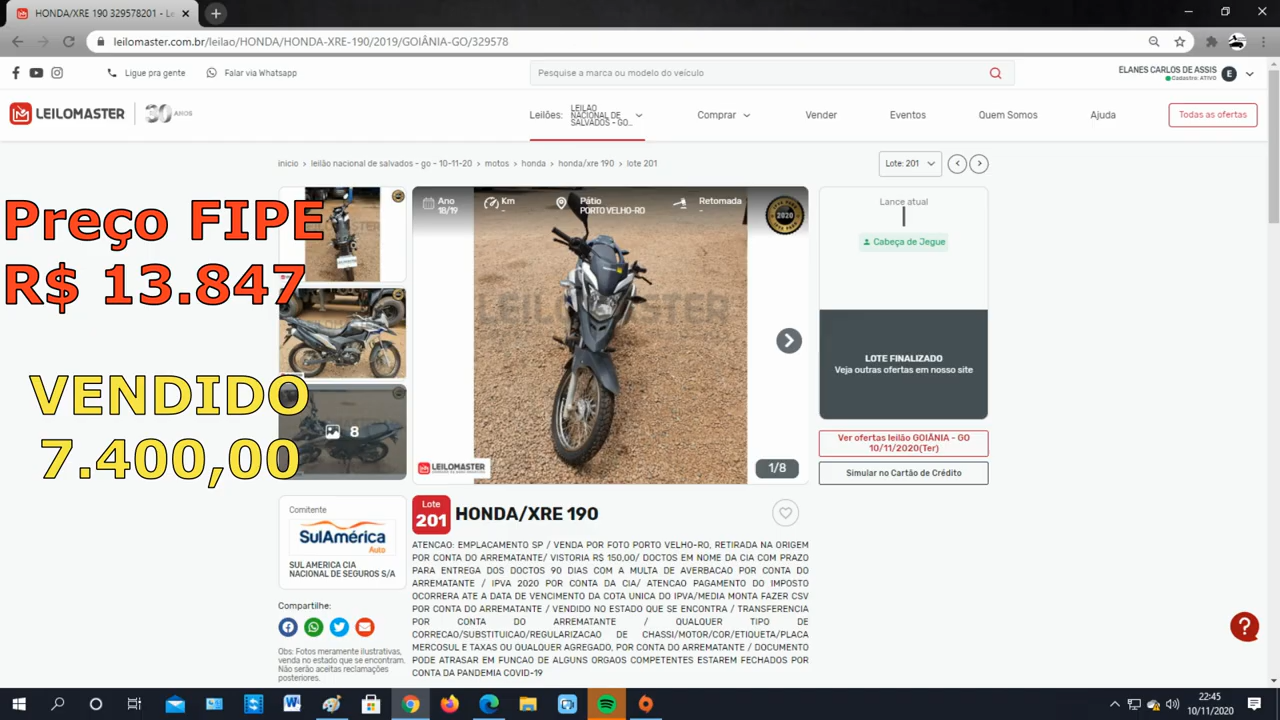 HONDA/XRE 190 329578201 - Le
leilomaster.com.br/leilao/HONDA/HONDA-XRE-190/2019/GOIÂNIA-GO/329578
Ligue pra gente
Falar via Whatsapp
Pesquise a marca ou modelo do veículo
ELANES CARLOS DE ASSIS
Cadastro: ATIVO
E
LEILOMASTER
30 ANOS
Leilões:
LEILAO
NACIONAL DE
SALVADOS - GO...
Comprar
Vender
Eventos
Quem Somos
Ajuda
Todas as ofertas
inicio > leilão nacional de salvados - go - 10-11-20 > motos > honda > honda/xre 190 > lote 201
Lote: 201
Preço FIPE
R$ 13.847
VENDIDO
7.400,00
8
Ano
18/19
Km
-
Pátio
PORTO VELHO-RO
Retomada
-
2020
LEILOMASTER
LEILOMASTER
1/8
Lance atual
Cabeça de Jegue
LOTE FINALIZADO
Veja outras ofertas em nosso site
Ver ofertas leilão GOIÂNIA - GO
10/11/2020(Ter)
Simular no Cartão de Crédito
Comitente
SulAmérica
Auto
SUL AMERICA CIA
NACIONAL DE SEGUROS S/A
Compartilhe:
Obs: Fotos meramente ilustrativas,
venda no estado que se encontram.
Não serão aceitas reclamações
posteriores.
Lote
201
HONDA/XRE 190
ATENCAO: EMPLACAMENTO SP / VENDA POR FOTO PORTO VELHO-RO, RETIRADA NA ORIGEM
POR CONTA DO ARREMATANTE/ VISTORIA R$ 150,00/ DOCTOS EM NOME DA CIA COM PRAZO
PARA ENTREGA DOS DOCTOS 90 DIAS COM A MULTA DE AVERBACAO POR CONTA DO
ARREMATANTE / IPVA 2020 POR CONTA DA CIA/ ATENCAO PAGAMENTO DO IMPOSTO
OCORRERA ATE A DATA DE VENCIMENTO DA COTA UNICA DO IPVA/MEDIA MONTA FAZER CSV
POR CONTA DO ARREMATANTE / VENDIDO NO ESTADO QUE SE ENCONTRA / TRANSFERENCIA
POR CONTA DO ARREMATANTE / QUALQUER TIPO DE
CORRECAO/SUBSTITUICAO/REGULARIZACAO DE CHASSI/MOTOR/COR/ETIQUETA/PLACA
MERCOSUL E TAXAS OU QUALQUER AGREGADO, POR CONTA DO ARREMATANTE / DOCUMENTO
PODE ATRASAR EM FUNCAO DE ALGUNS ORGAOS COMPETENTES ESTAREM FECHADOS POR
CONTA DA PANDEMIA COVID-19
?
22:45
10/11/2020